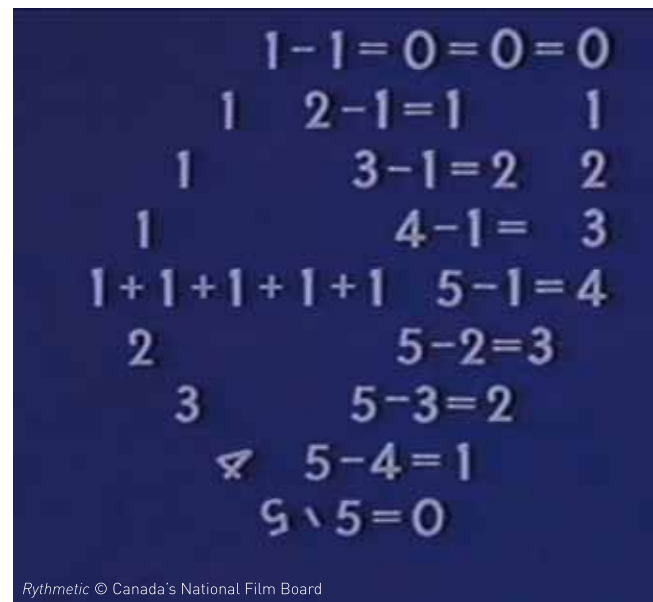 1-1=0=0=0
1 2-1=1 1
1 3-1=2 2
1 4-1= 3
1+1+1+1+1 5-1=4
2 5-2=3
3 5-3=2
4 5-4=1
5 \ 5=0
Rythmetic © Canada's National Film Board